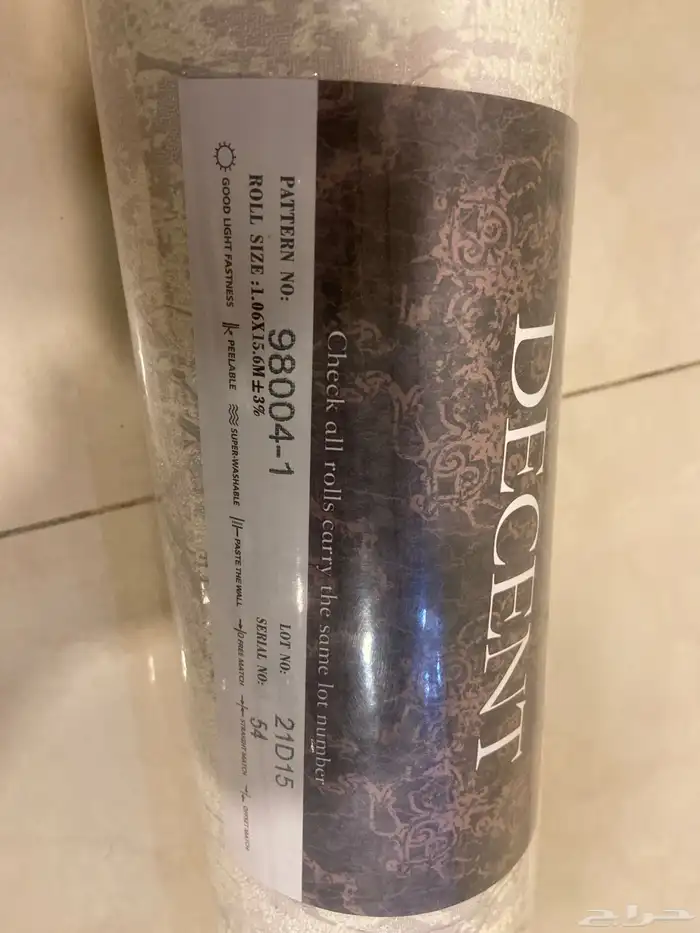 DECENT
Check all rolls carry the same lot number
PATTERN NO: 98004-1
LOT NO: 21D15
ROLL SIZE :1.06X15.6M±3%
SERIAL NO: 54
GOOD LIGHT FASTNESS
PEELABLE
SUPER-WASHABLE
PASTE THE WALL
STRAIGHT MATCH
OFFSET MATCH
حراج